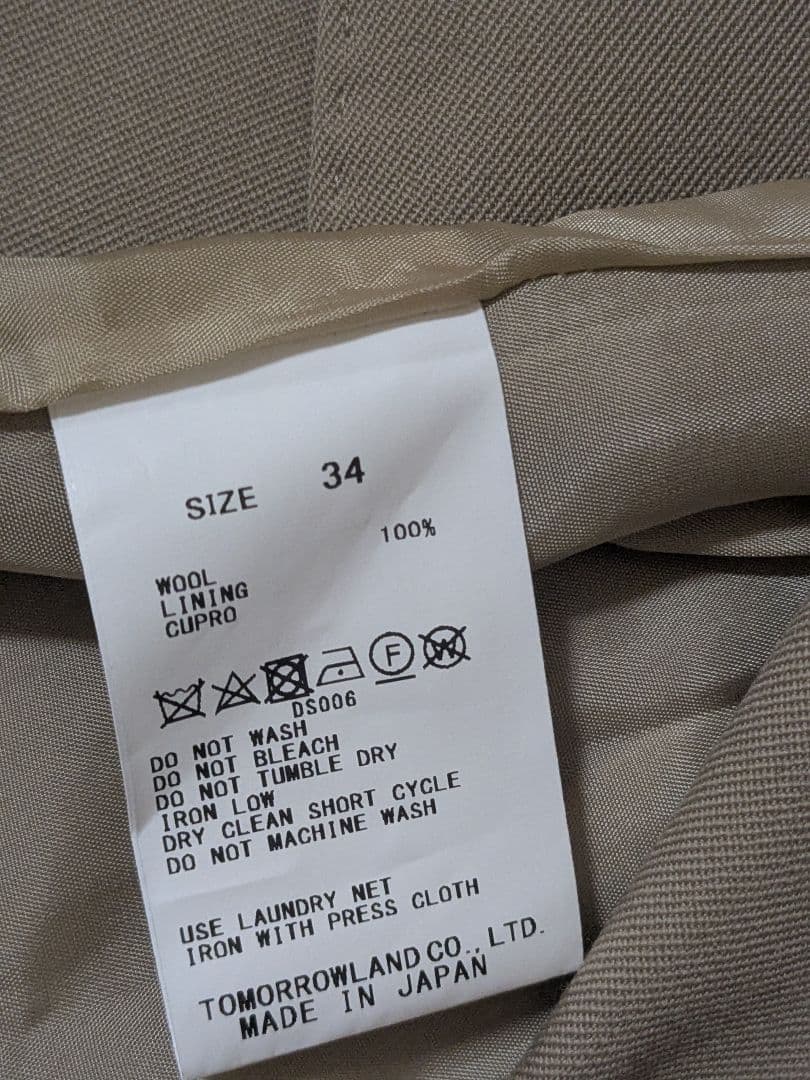 SIZE 34
100%
WOOL
LINING
CUPRO
F W
DS006
DO NOT WASH
DO NOT BLEACH
DO NOT TUMBLE DRY
IRON LOW
DRY CLEAN SHORT CYCLE
DO NOT MACHINE WASH
USE LAUNDRY NET
IRON WITH PRESS CLOTH
TOMORROWLAND CO., LTD.
MADE IN JAPAN